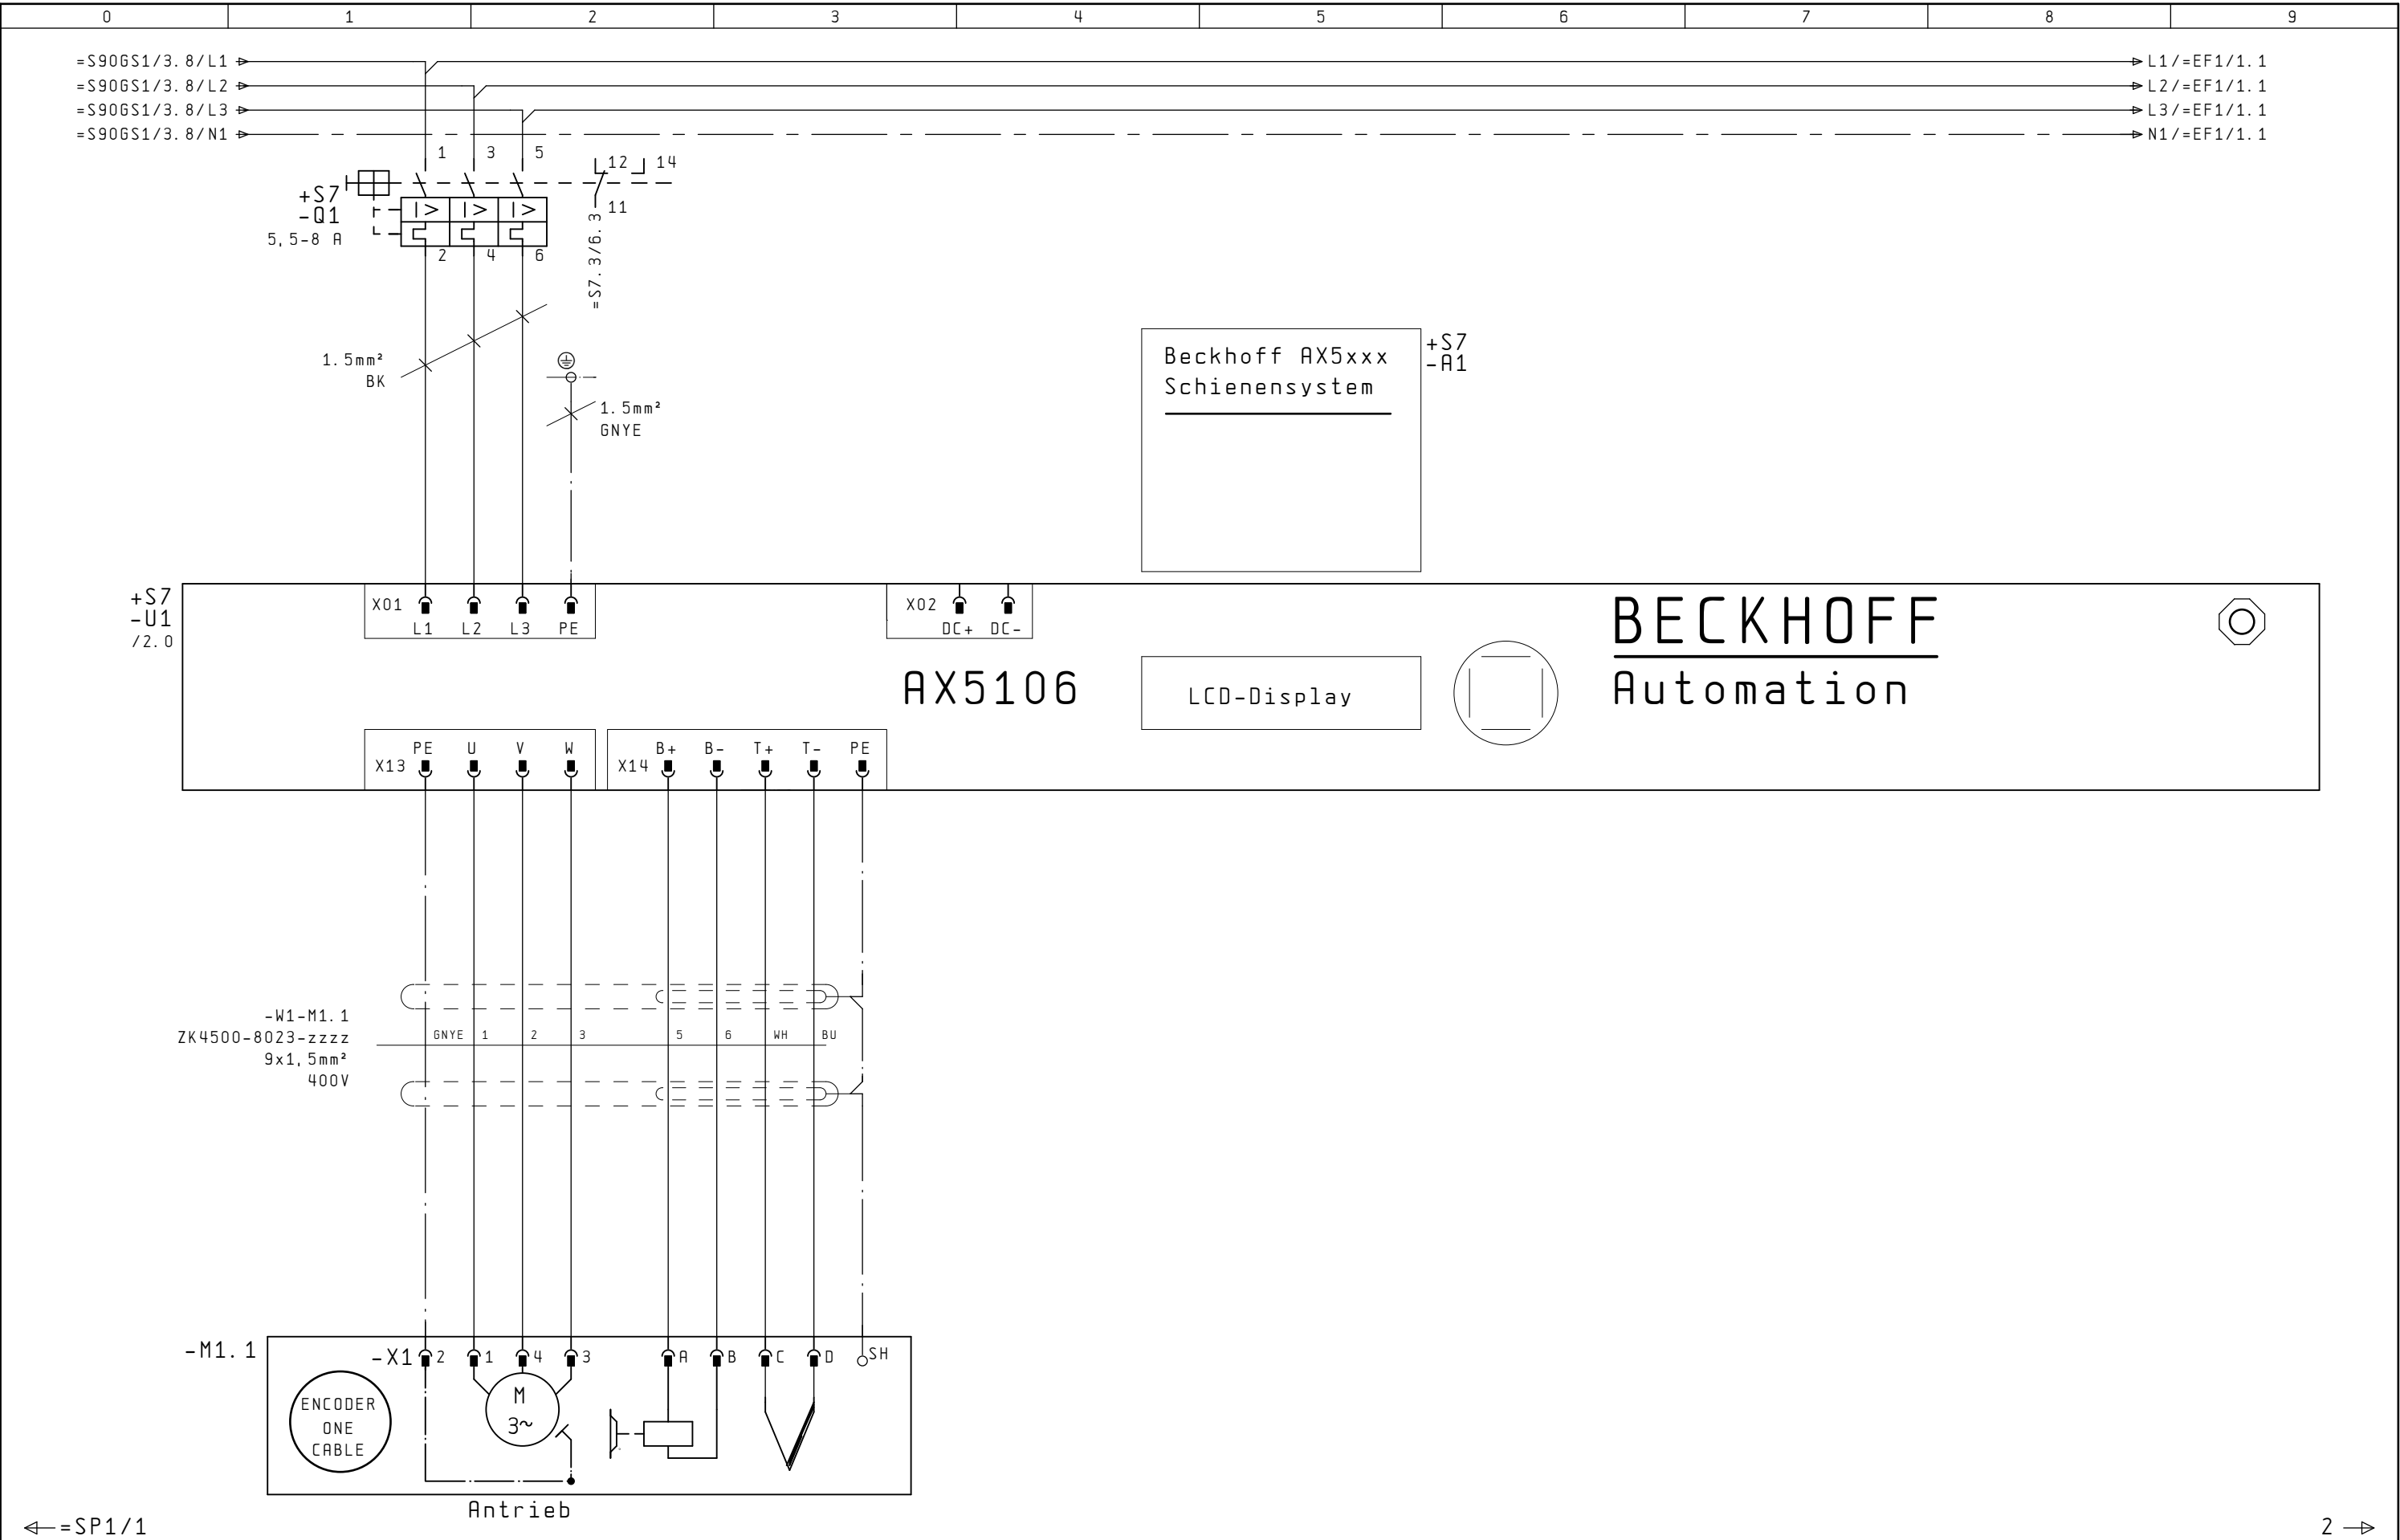 0 1 2 3 4 5 6 7 8 9
=S90GS1/3.8/L1 L1/=EF1/1.1
=S90GS1/3.8/L2 L2/=EF1/1.1
=S90GS1/3.8/L3 L3/=EF1/1.1
=S90GS1/3.8/N1 N1/=EF1/1.1
1 3 5 12 14
+S7
-Q1
5,5-8 A
I> I> I> 11
2 4 6
=S7.3/6.3
1.5mm²
BK
1.5mm²
GNYE
Beckhoff AX5xxx
Schienensystem
+S7
-A1
+S7
-U1
/2.0
X01
L1 L2 L3 PE
X02
DC+ DC-
BECKHOFF
Automation
AX5106
LCD-Display
PE U V W
X13
B+ B- T+ T- PE
X14
-W1-M1.1
ZK4500-8023-zzzz
9x1,5mm²
400V
GNYE 1 2 3 5 6 WH BU
-M1.1
-X1 2 1 4 3 A B C D SH
ENCODER
ONE
CABLE
M
3~
Antrieb
=SP1/1
2